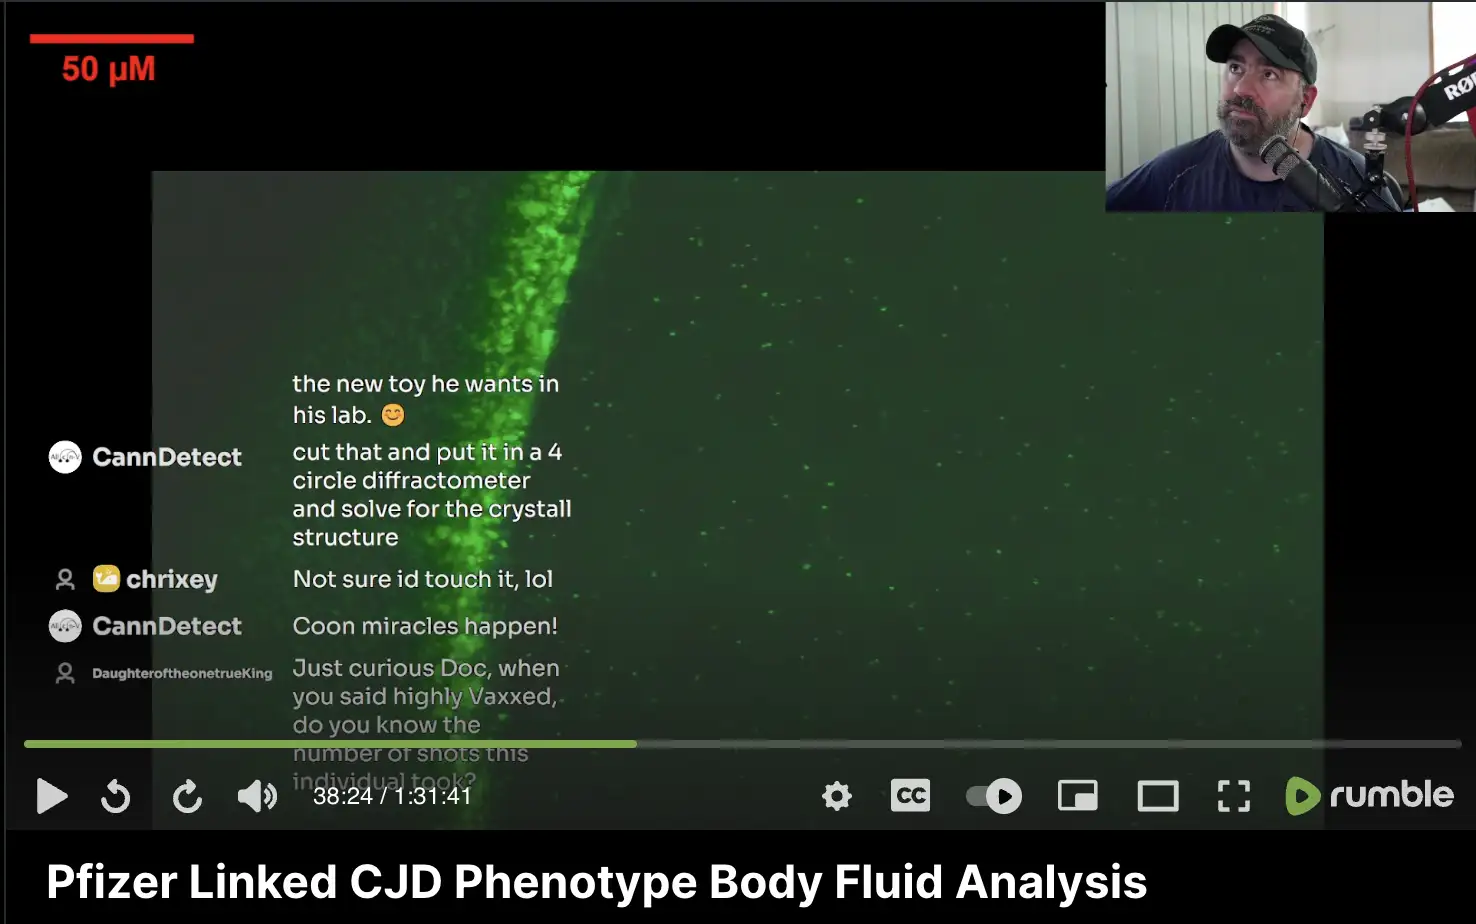 50 µM
RØD
the new toy he wants in
his lab. 😊
CannDetect
cut that and put it in a 4
circle diffractometer
and solve for the crystall
structure
chrixey
Not sure id touch it, lol
CannDetect
Coon miracles happen!
DaughteroftheonetrueKing
Just curious Doc, when
you said highly Vaxxed,
do you know the
number of shots this
individual took?
38:24 / 1:31:41
CC
rumble
Pfizer Linked CJD Phenotype Body Fluid Analysis